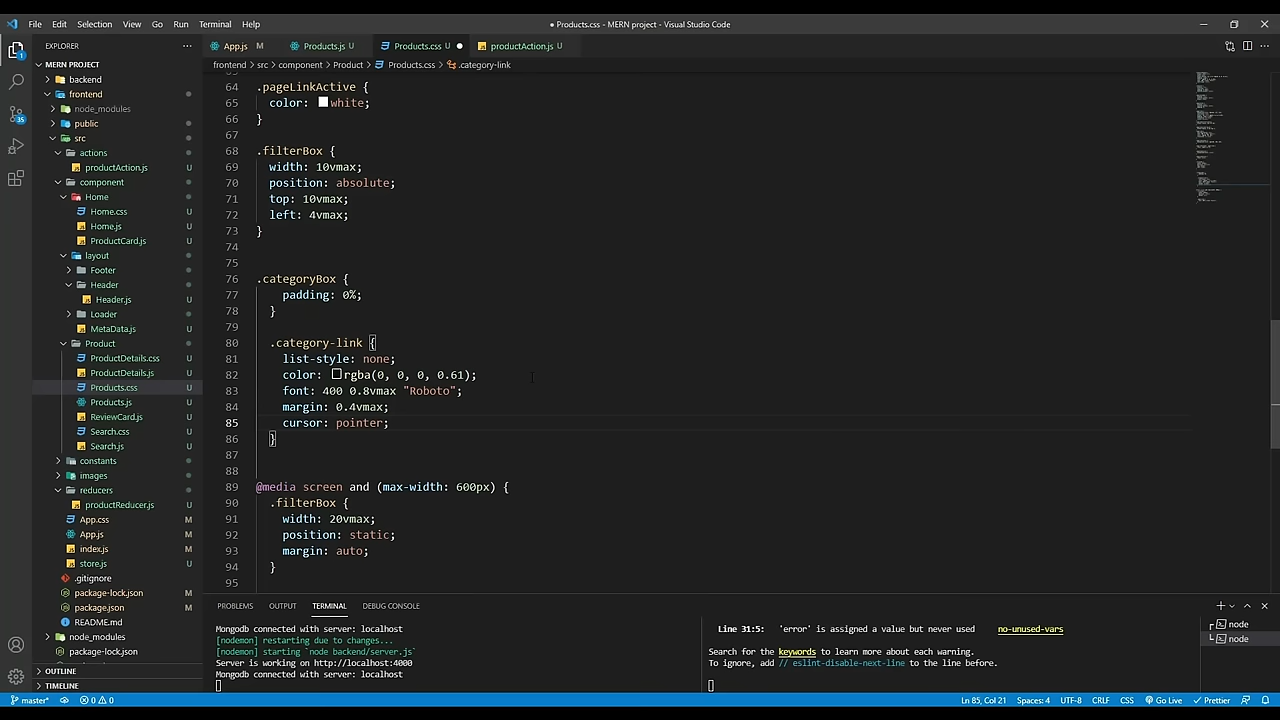 File Edit Selection View Go Run Terminal Help
● Products.css - MERN project - Visual Studio Code
EXPLORER
App.js M
Products.js U
Products.css
productAction.js U
MERN PROJECT
frontend > src > component > Product > Products.css > .category-link
backend
frontend
node_modules
public
src
actions
productAction.js U
component
Home
Home.css U
Home.js U
ProductCard.js U
layout
Footer
Header
Header.js U
Loader
MetaData.js U
Product
ProductDetails.css U
ProductDetails.js U
Products.css U
Products.js U
ReviewCard.js U
Search.css U
Search.js U
constants
images
reducers
productReducer.js U
App.css M
App.js M
index.js M
store.js U
.gitignore
package-lock.json M
package.json M
README.md
node_modules
package-lock.json
OUTLINE
TIMELINE
64 .pageLinkActive {
65 color: white;
66 }
67
68 .filterBox {
69 width: 10vmax;
70 position: absolute;
71 top: 10vmax;
72 left: 4vmax;
73 }
74
75
76 .categoryBox {
77 padding: 0%;
78 }
79
80 .category-link {
81 list-style: none;
82 color: rgba(0, 0, 0, 0.61);
83 font: 400 0.8vmax "Roboto";
84 margin: 0.4vmax;
85 cursor: pointer;
86 }
87
88
89 @media screen and (max-width: 600px) {
90 .filterBox {
91 width: 20vmax;
92 position: static;
93 margin: auto;
94 }
95
PROBLEMS OUTPUT TERMINAL DEBUG CONSOLE
Mongodb connected with server: localhost
[nodemon] restarting due to changes...
[nodemon] starting `node backend/server.js`
Server is working on http://localhost:4000
Mongodb connected with server: localhost
Line 31:5: 'error' is assigned a value but never used no-unused-vars
Search for the keywords to learn more about each warning.
To ignore, add // eslint-disable-next-line to the line before.
node
node
master* 0 0
Ln 85, Col 21 Spaces: 4 UTF-8 CRLF CSS Go Live Prettier